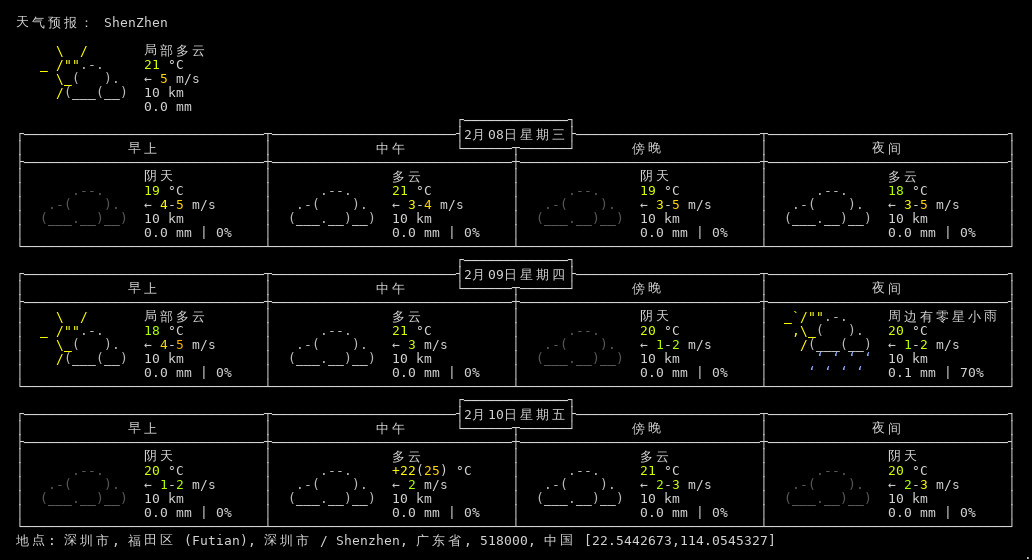 天气预报： ShenZhen
局部多云
21 °C
← 5 m/s
10 km
0.0 mm
2月08日星期三
早上 中午 傍晚 夜间
阴天 多云 阴天 多云
19 °C 21 °C 19 °C 18 °C
← 4-5 m/s ← 3-4 m/s ← 3-5 m/s ← 3-5 m/s
10 km 10 km 10 km 10 km
0.0 mm | 0% 0.0 mm | 0% 0.0 mm | 0% 0.0 mm | 0%
2月09日星期四
早上 中午 傍晚 夜间
局部多云 多云 阴天 周边有零星小雨
18 °C 21 °C 20 °C 20 °C
← 4-5 m/s ← 3 m/s ← 1-2 m/s ← 1-2 m/s
10 km 10 km 10 km 10 km
0.0 mm | 0% 0.0 mm | 0% 0.0 mm | 0% 0.1 mm | 70%
2月10日星期五
早上 中午 傍晚 夜间
阴天 多云 多云 阴天
20 °C +22(25) °C 21 °C 20 °C
← 1-2 m/s ← 2 m/s ← 2-3 m/s ← 2-3 m/s
10 km 10 km 10 km 10 km
0.0 mm | 0% 0.0 mm | 0% 0.0 mm | 0% 0.0 mm | 0%
地点: 深圳市, 福田区 (Futian), 深圳市 / Shenzhen, 广东省, 518000, 中国 [22.5442673,114.0545327]